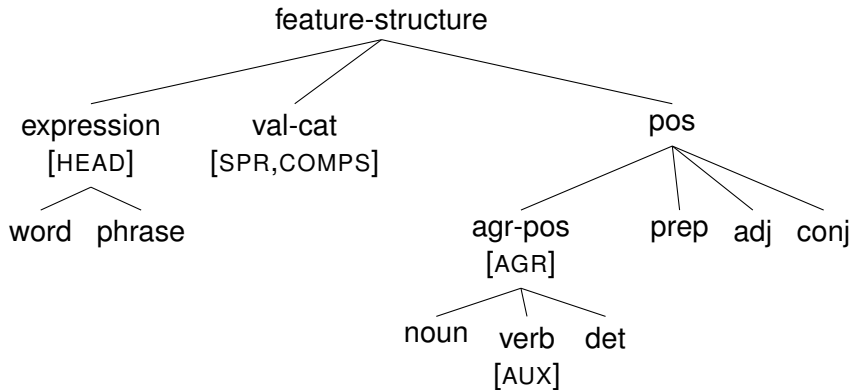 feature-structure
expression val-cat pos
[HEAD] [SPR,COMPS]
word phrase agr-pos prep adj conj
[AGR]
noun verb det
[AUX]